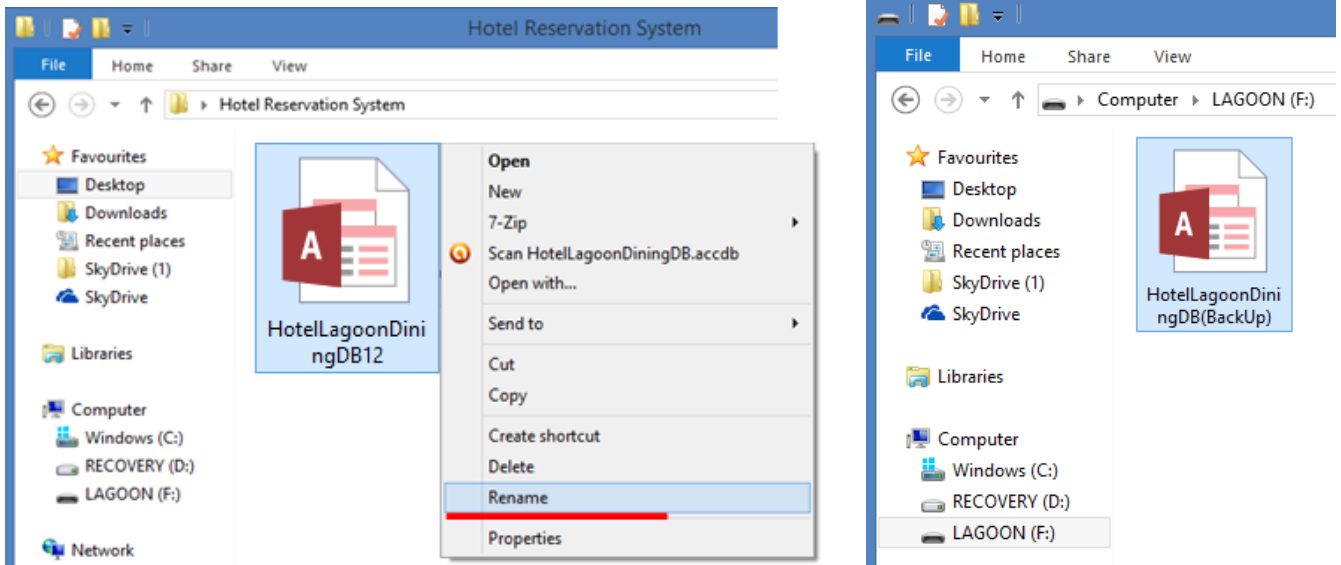 Hotel Reservation System
File Home Share View
Hotel Reservation System
Favourites
Desktop
Downloads
Recent places
SkyDrive (1)
SkyDrive
Libraries
Computer
Windows (C:)
RECOVERY (D:)
LAGOON (F:)
Network
A
HotelLagoonDini
ngDB12
Open
New
7-Zip
Scan HotelLagoonDiningDB.accdb
Open with...
Send to
Cut
Copy
Create shortcut
Delete
Rename
Properties
File Home Share View
Computer LAGOON (F:)
Favourites
Desktop
Downloads
Recent places
SkyDrive (1)
SkyDrive
Libraries
Computer
Windows (C:)
RECOVERY (D:)
LAGOON (F:)
A
HotelLagoonDini
ngDB(BackUp)